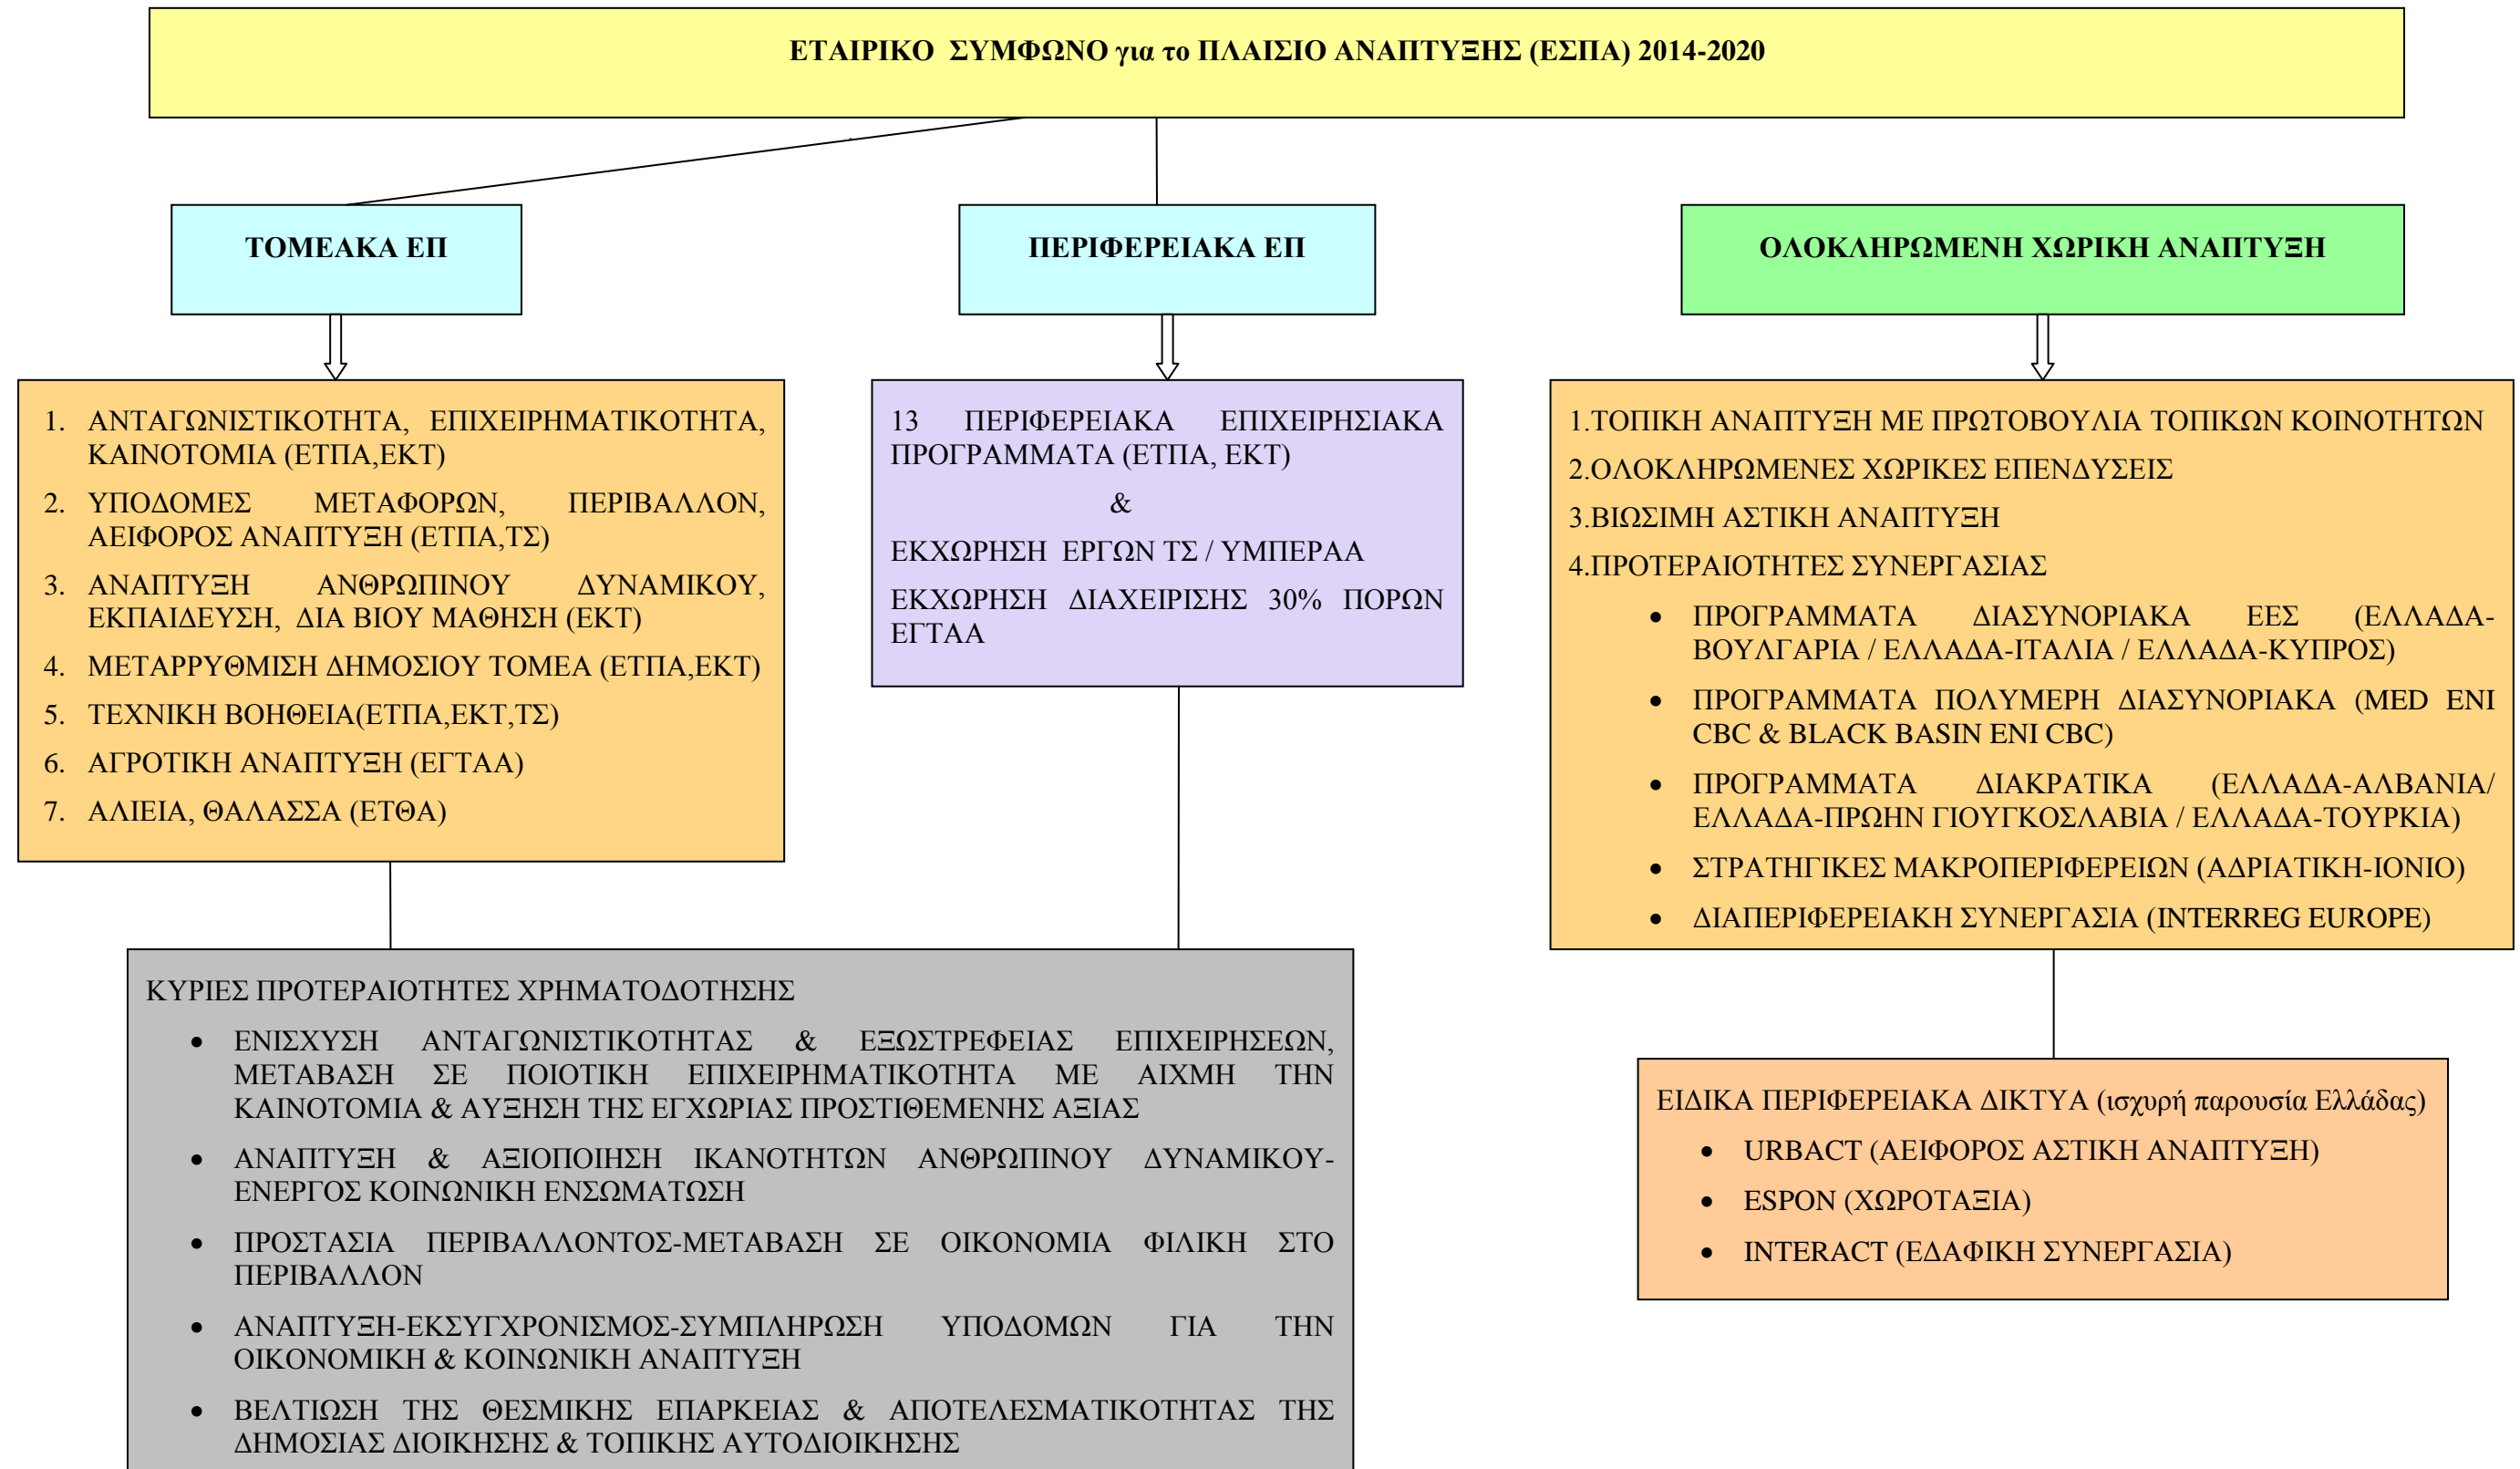 ΕΤΑΙΡΙΚΟ ΣΥΜΦΩΝΟ για το ΠΛΑΙΣΙΟ ΑΝΑΠΤΥΞΗΣ (ΕΣΠΑ) 2014-2020
ΤΟΜΕΑΚΑ ΕΠ
ΠΕΡΙΦΕΡΕΙΑΚΑ ΕΠ
ΟΛΟΚΛΗΡΩΜΕΝΗ ΧΩΡΙΚΗ ΑΝΑΠΤΥΞΗ
1. ΑΝΤΑΓΩΝΙΣΤΙΚΟΤΗΤΑ, ΕΠΙΧΕΙΡΗΜΑΤΙΚΟΤΗΤΑ,
ΚΑΙΝΟΤΟΜΙΑ (ΕΤΠΑ,ΕΚΤ)
2. ΥΠΟΔΟΜΕΣ ΜΕΤΑΦΟΡΩΝ, ΠΕΡΙΒΑΛΛΟΝ,
ΑΕΙΦΟΡΟΣ ΑΝΑΠΤΥΞΗ (ΕΤΠΑ,ΤΣ)
3. ΑΝΑΠΤΥΞΗ ΑΝΘΡΩΠΙΝΟΥ ΔΥΝΑΜΙΚΟΥ,
ΕΚΠΑΙΔΕΥΣΗ, ΔΙΑ ΒΙΟΥ ΜΑΘΗΣΗ (ΕΚΤ)
4. ΜΕΤΑΡΡΥΘΜΙΣΗ ΔΗΜΟΣΙΟΥ ΤΟΜΕΑ (ΕΤΠΑ,ΕΚΤ)
5. ΤΕΧΝΙΚΗ ΒΟΗΘΕΙΑ(ΕΤΠΑ,ΕΚΤ,ΤΣ)
6. ΑΓΡΟΤΙΚΗ ΑΝΑΠΤΥΞΗ (ΕΓΤΑΑ)
7. ΑΛΙΕΙΑ, ΘΑΛΑΣΣΑ (ΕΤΘΑ)
13 ΠΕΡΙΦΕΡΕΙΑΚΑ ΕΠΙΧΕΙΡΗΣΙΑΚΑ
ΠΡΟΓΡΑΜΜΑΤΑ (ΕΤΠΑ, ΕΚΤ)
&
ΕΚΧΩΡΗΣΗ ΕΡΓΩΝ ΤΣ / ΥΜΠΕΡΑΑ
ΕΚΧΩΡΗΣΗ ΔΙΑΧΕΙΡΙΣΗΣ 30% ΠΟΡΩΝ
ΕΓΤΑΑ
1.ΤΟΠΙΚΗ ΑΝΑΠΤΥΞΗ ΜΕ ΠΡΩΤΟΒΟΥΛΙΑ ΤΟΠΙΚΩΝ ΚΟΙΝΟΤΗΤΩΝ
2.ΟΛΟΚΛΗΡΩΜΕΝΕΣ ΧΩΡΙΚΕΣ ΕΠΕΝΔΥΣΕΙΣ
3.ΒΙΩΣΙΜΗ ΑΣΤΙΚΗ ΑΝΑΠΤΥΞΗ
4.ΠΡΟΤΕΡΑΙΟΤΗΤΕΣ ΣΥΝΕΡΓΑΣΙΑΣ
• ΠΡΟΓΡΑΜΜΑΤΑ ΔΙΑΣΥΝΟΡΙΑΚΑ ΕΕΣ (ΕΛΛΑΔΑ-
ΒΟΥΛΓΑΡΙΑ / ΕΛΛΑΔΑ-ΙΤΑΛΙΑ / ΕΛΛΑΔΑ-ΚΥΠΡΟΣ)
• ΠΡΟΓΡΑΜΜΑΤΑ ΠΟΛΥΜΕΡΗ ΔΙΑΣΥΝΟΡΙΑΚΑ (MED ENI
CBC & BLACK BASIN ENI CBC)
• ΠΡΟΓΡΑΜΜΑΤΑ ΔΙΑΚΡΑΤΙΚΑ (ΕΛΛΑΔΑ-ΑΛΒΑΝΙΑ/
ΕΛΛΑΔΑ-ΠΡΩΗΝ ΓΙΟΥΓΚΟΣΛΑΒΙΑ / ΕΛΛΑΔΑ-ΤΟΥΡΚΙΑ)
• ΣΤΡΑΤΗΓΙΚΕΣ ΜΑΚΡΟΠΕΡΙΦΕΡΕΙΩΝ (ΑΔΡΙΑΤΙΚΗ-ΙΟΝΙΟ)
• ΔΙΑΠΕΡΙΦΕΡΕΙΑΚΗ ΣΥΝΕΡΓΑΣΙΑ (INTERREG EUROPE)
ΚΥΡΙΕΣ ΠΡΟΤΕΡΑΙΟΤΗΤΕΣ ΧΡΗΜΑΤΟΔΟΤΗΣΗΣ
• ΕΝΙΣΧΥΣΗ ΑΝΤΑΓΩΝΙΣΤΙΚΟΤΗΤΑΣ & ΕΞΩΣΤΡΕΦΕΙΑΣ ΕΠΙΧΕΙΡΗΣΕΩΝ,
ΜΕΤΑΒΑΣΗ ΣΕ ΠΟΙΟΤΙΚΗ ΕΠΙΧΕΙΡΗΜΑΤΙΚΟΤΗΤΑ ΜΕ ΑΙΧΜΗ ΤΗΝ
ΚΑΙΝΟΤΟΜΙΑ & ΑΥΞΗΣΗ ΤΗΣ ΕΓΧΩΡΙΑΣ ΠΡΟΣΤΙΘΕΜΕΝΗΣ ΑΞΙΑΣ
• ΑΝΑΠΤΥΞΗ & ΑΞΙΟΠΟΙΗΣΗ ΙΚΑΝΟΤΗΤΩΝ ΑΝΘΡΩΠΙΝΟΥ ΔΥΝΑΜΙΚΟΥ-
ΕΝΕΡΓΟΣ ΚΟΙΝΩΝΙΚΗ ΕΝΣΩΜΑΤΩΣΗ
• ΠΡΟΣΤΑΣΙΑ ΠΕΡΙΒΑΛΛΟΝΤΟΣ-ΜΕΤΑΒΑΣΗ ΣΕ ΟΙΚΟΝΟΜΙΑ ΦΙΛΙΚΗ ΣΤΟ
ΠΕΡΙΒΑΛΛΟΝ
• ΑΝΑΠΤΥΞΗ-ΕΚΣΥΓΧΡΟΝΙΣΜΟΣ-ΣΥΜΠΛΗΡΩΣΗ ΥΠΟΔΟΜΩΝ ΓΙΑ ΤΗΝ
ΟΙΚΟΝΟΜΙΚΗ & ΚΟΙΝΩΝΙΚΗ ΑΝΑΠΤΥΞΗ
• ΒΕΛΤΙΩΣΗ ΤΗΣ ΘΕΣΜΙΚΗΣ ΕΠΑΡΚΕΙΑΣ & ΑΠΟΤΕΛΕΣΜΑΤΙΚΟΤΗΤΑΣ ΤΗΣ
ΔΗΜΟΣΙΑΣ ΔΙΟΙΚΗΣΗΣ & ΤΟΠΙΚΗΣ ΑΥΤΟΔΙΟΙΚΗΣΗΣ
ΕΙΔΙΚΑ ΠΕΡΙΦΕΡΕΙΑΚΑ ΔΙΚΤΥΑ (ισχυρή παρουσία Ελλάδας)
• URBACT (ΑΕΙΦΟΡΟΣ ΑΣΤΙΚΗ ΑΝΑΠΤΥΞΗ)
• ESPON (ΧΩΡΟΤΑΞΙΑ)
• INTERACT (ΕΔΑΦΙΚΗ ΣΥΝΕΡΓΑΣΙΑ)